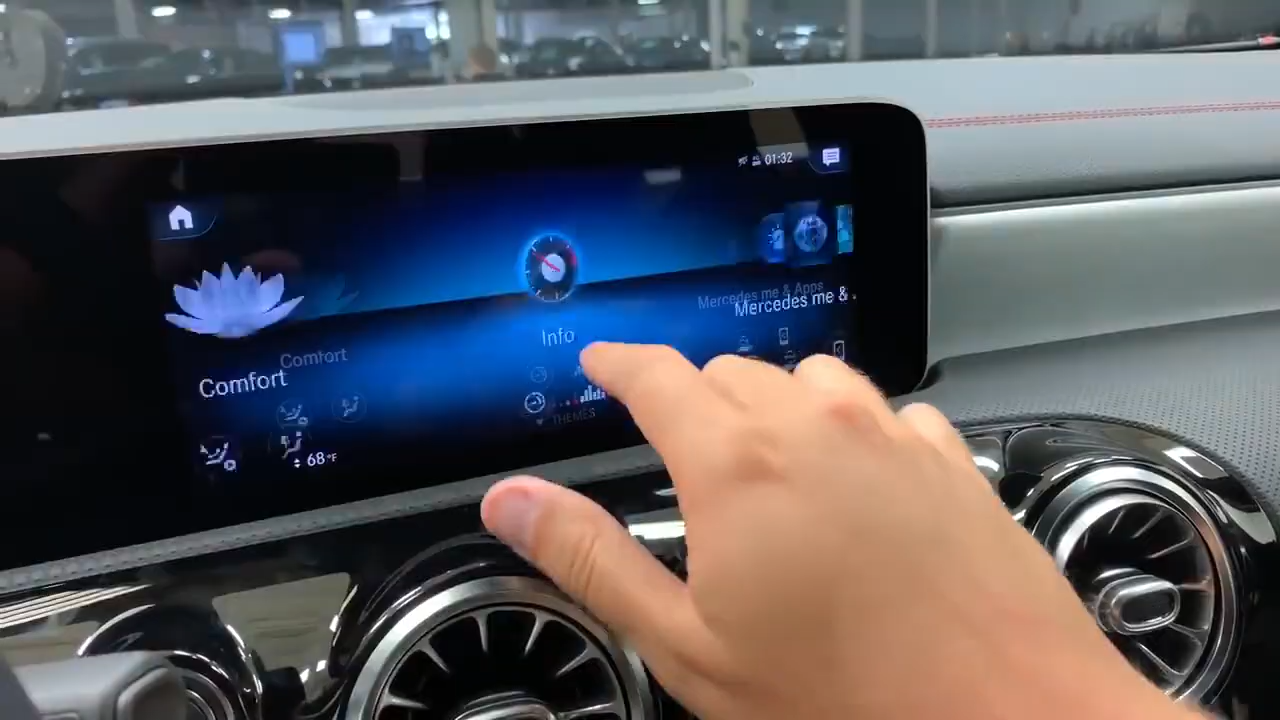 01:32
Mercedes me & Apps
Mercedes me &
Info
Comfort
Comfort
THEMES
68°F